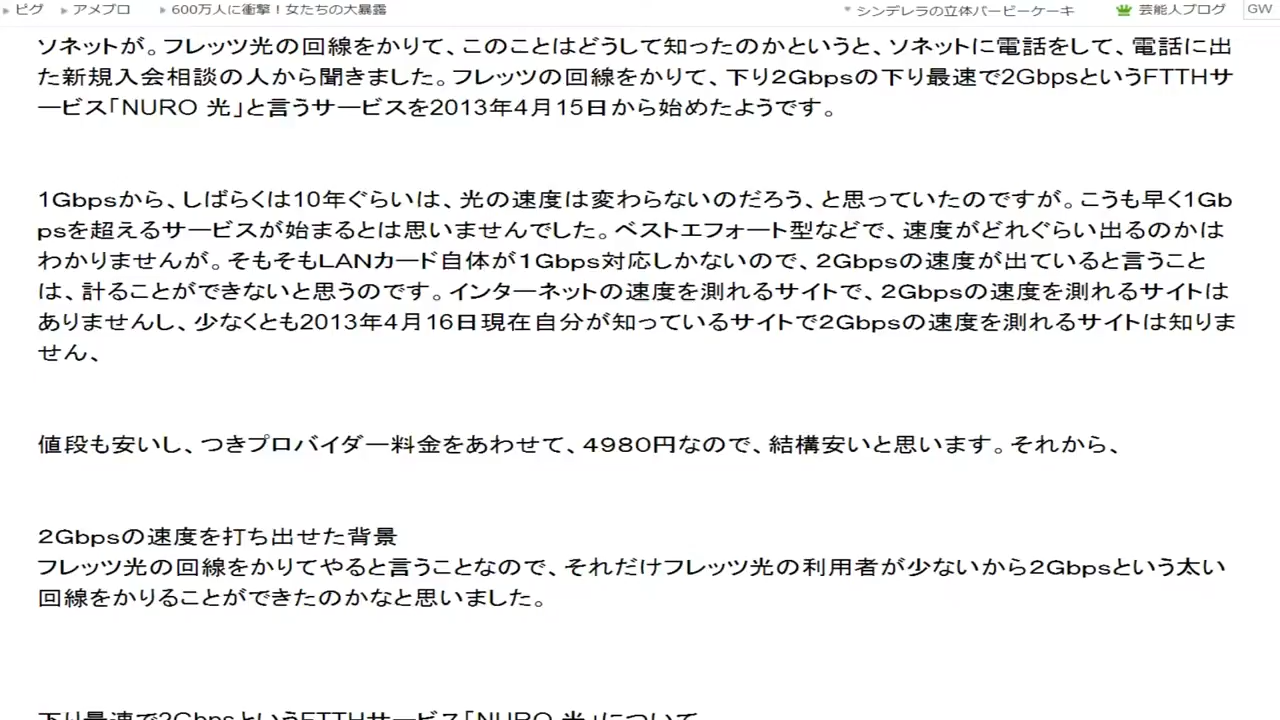 ピグ アメブロ 600万人に衝撃！女たちの大暴露 シンデレラの立体バービーケーキ 芸能人ブログ GW
ソネットが。フレッツ光の回線をかりて、このことはどうして知ったのかというと、ソネットに電話をして、電話に出
た新規入会相談の人から聞きました。フレッツの回線をかりて、下り2Gbpsの下り最速で2GbpsというFTTHサ
ービス「NURO 光」と言うサービスを2013年4月15日から始めたようです。
1Gbpsから、しばらくは10年ぐらいは、光の速度は変わらないのだろう、と思っていたのですが。こうも早く1Gb
psを超えるサービスが始まるとは思いませんでした。ベストエフォート型などで、速度がどれぐらい出るのかは
わかりませんが。そもそもLANカード自体が1Gbps対応しかないので、2Gbpsの速度が出ていると言うこと
は、計ることができないと思うのです。インターネットの速度を測れるサイトで、2Gbpsの速度を測れるサイトは
ありませんし、少なくとも2013年4月16日現在自分が知っているサイトで2Gbpsの速度を測れるサイトは知りま
せん、
値段も安いし、つきプロバイダー料金をあわせて、4980円なので、結構安いと思います。それから、
2Gbpsの速度を打ち出せた背景
フレッツ光の回線をかりてやると言うことなので、それだけフレッツ光の利用者が少ないから2Gbpsという太い
回線をかりることができたのかなと思いました。
下り最速で2GbpsというFTTHサービス「NURO 光」について